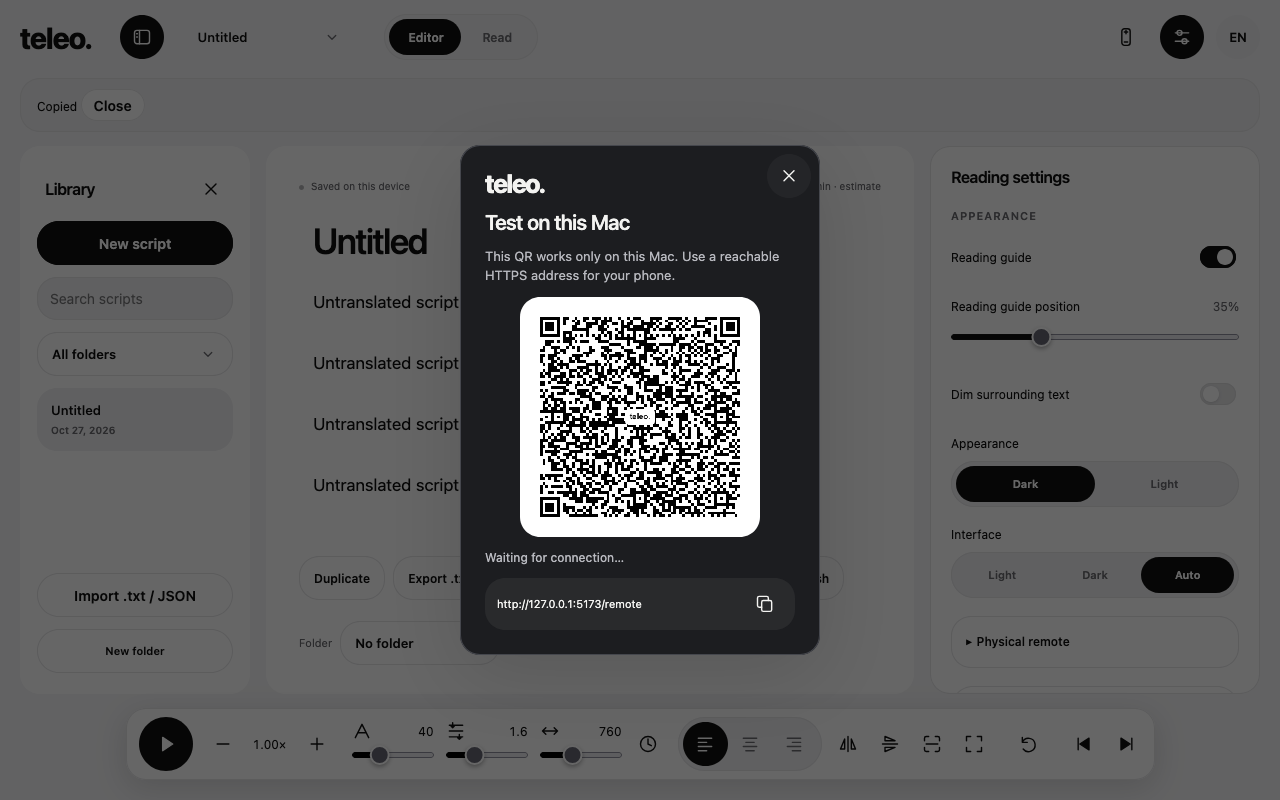 teleo.
Untitled
Editor
Read
EN
Copied
Close
Library
New script
Search scripts
All folders
Untitled
Oct 27, 2026
Import .txt / JSON
New folder
Saved on this device
· estimate
Untitled
Untranslated script
Untranslated script
Untranslated script
Untranslated script
Duplicate
Folder
No folder
teleo.
Test on this Mac
This QR works only on this Mac. Use a reachable
HTTPS address for your phone.
teleo.
Waiting for connection…
http://127.0.0.1:5173/remote
Reading settings
APPEARANCE
Reading guide
Reading guide position
35%
Dim surrounding text
Appearance
Dark
Light
Interface
Light
Dark
Auto
Physical remote
1.00×
40
1.6
760